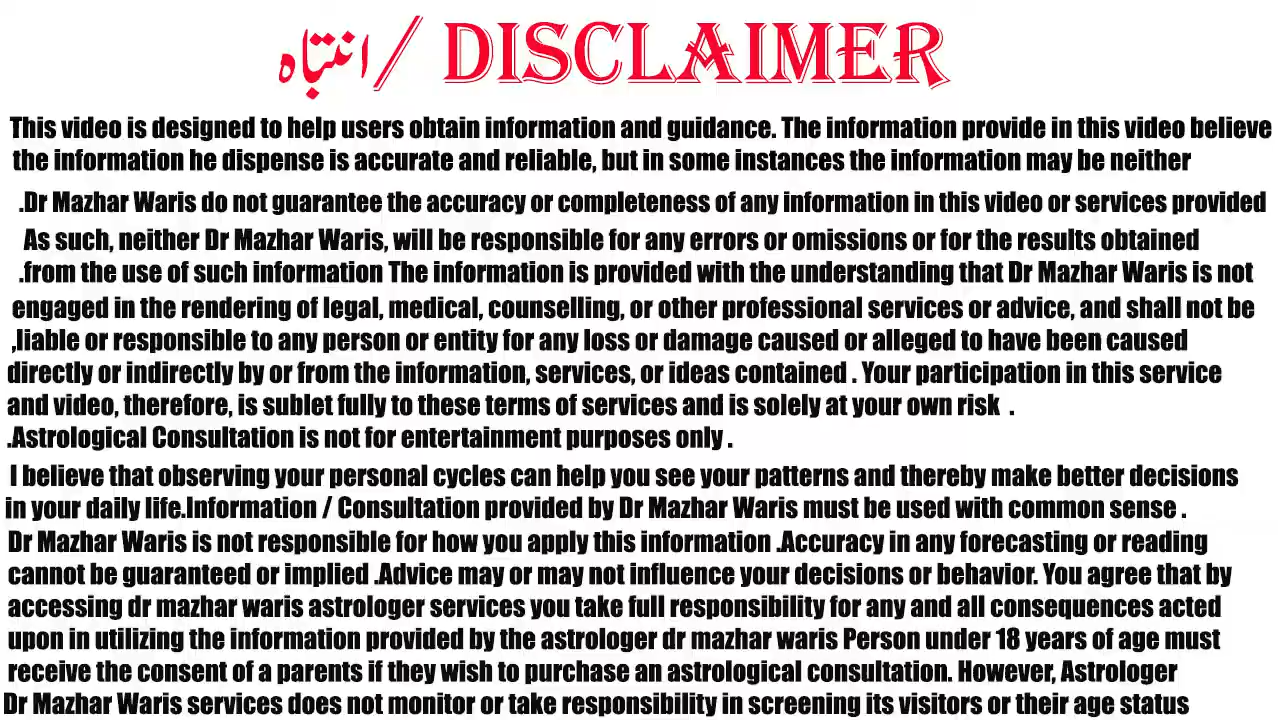 DISCLAIMER / انتباہ
This video is designed to help users obtain information and guidance. The information provide in this video believe
the information he dispense is accurate and reliable, but in some instances the information may be neither
.Dr Mazhar Waris do not guarantee the accuracy or completeness of any information in this video or services provided
As such, neither Dr Mazhar Waris, will be responsible for any errors or omissions or for the results obtained
.from the use of such information The information is provided with the understanding that Dr Mazhar Waris is not
engaged in the rendering of legal, medical, counselling, or other professional services or advice, and shall not be
,liable or responsible to any person or entity for any loss or damage caused or alleged to have been caused
directly or indirectly by or from the information, services, or ideas contained . Your participation in this service
and video, therefore, is sublet fully to these terms of services and is solely at your own risk .
.Astrological Consultation is not for entertainment purposes only .
I believe that observing your personal cycles can help you see your patterns and thereby make better decisions
in your daily life.Information / Consultation provided by Dr Mazhar Waris must be used with common sense .
Dr Mazhar Waris is not responsible for how you apply this information .Accuracy in any forecasting or reading
cannot be guaranteed or implied .Advice may or may not influence your decisions or behavior. You agree that by
accessing dr mazhar waris astrologer services you take full responsibility for any and all consequences acted
upon in utilizing the information provided by the astrologer dr mazhar waris Person under 18 years of age must
receive the consent of a parents if they wish to purchase an astrological consultation. However, Astrologer
Dr Mazhar Waris services does not monitor or take responsibility in screening its visitors or their age status